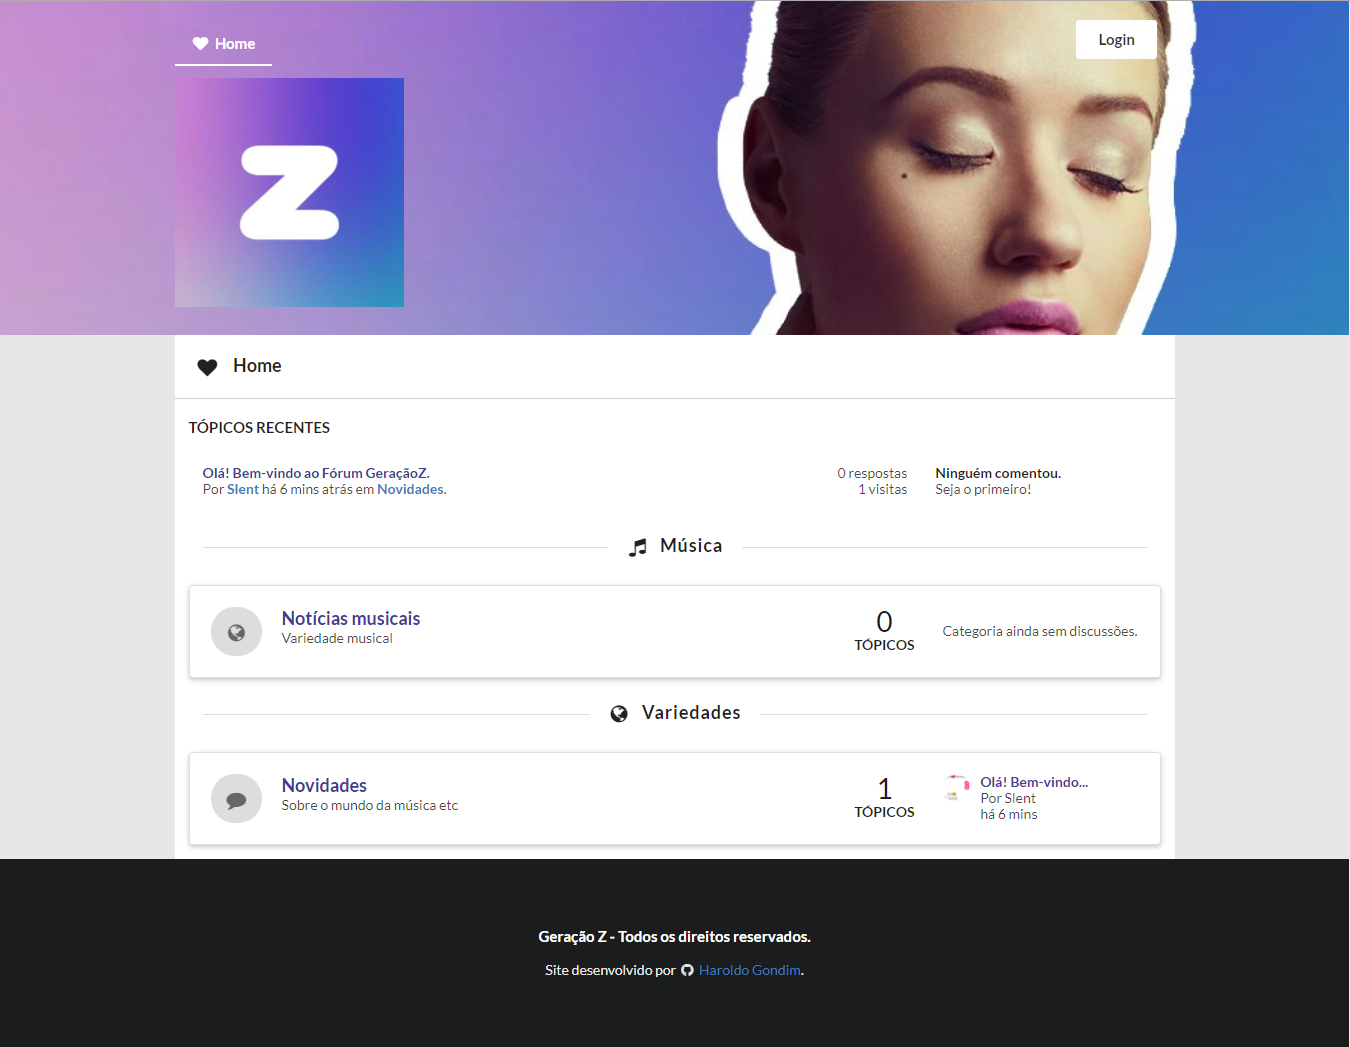 Home
Login
Z
Home
TÓPICOS RECENTES
Olá! Bem-vindo ao Fórum GeraçãoZ.
Por Slent há 6 mins atrás em Novidades.
0 respostas
1 visitas
Ninguém comentou.
Seja o primeiro!
Música
Notícias musicais
Variedade musical
0
TÓPICOS
Categoria ainda sem discussões.
Variedades
Novidades
Sobre o mundo da música etc
1
TÓPICOS
Olá! Bem-vindo...
Por Slent
há 6 mins
Geração Z - Todos os direitos reservados.
Site desenvolvido por Haroldo Gondim.